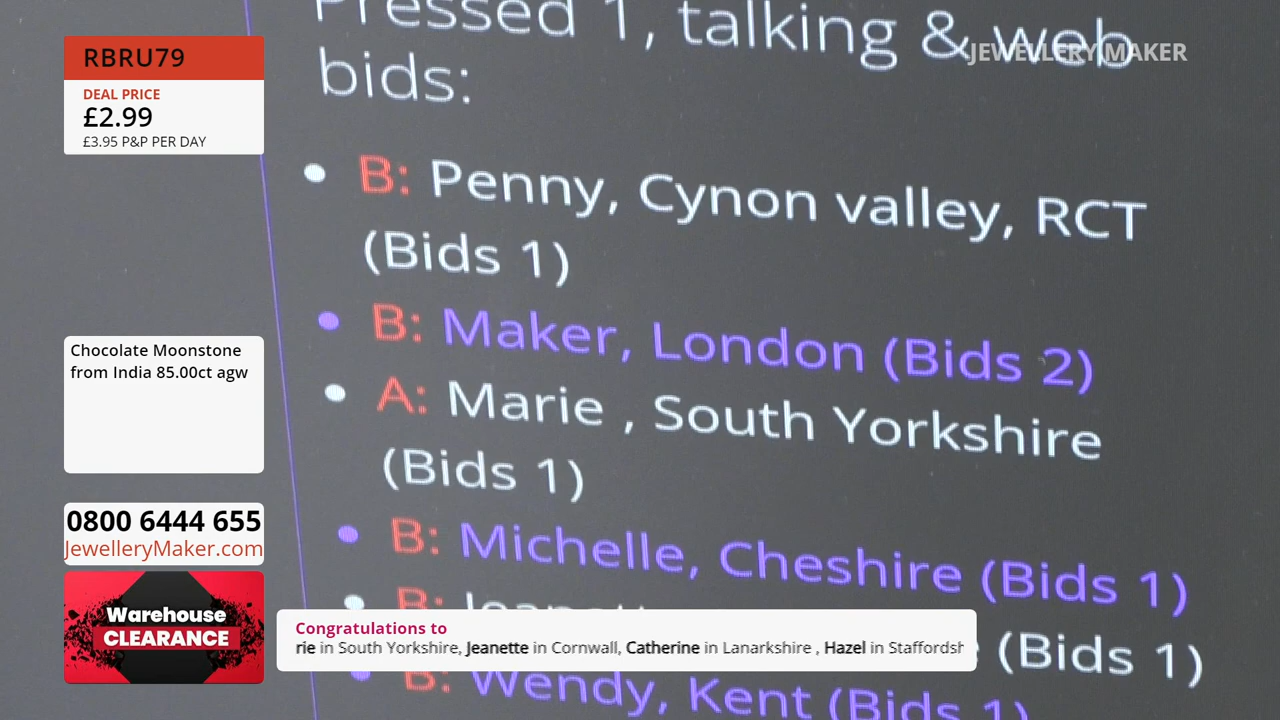 RBRU79
DEAL PRICE
£2.99
£3.95 P&P PER DAY
Chocolate Moonstone
from India 85.00ct agw
0800 6444 655
JewelleryMaker.com
Warehouse
CLEARANCE
JEWELLERY MAKER
Pressed 1, talking & web
bids:
• B: Penny, Cynon valley, RCT
(Bids 1)
• B: Maker, London (Bids 2)
• A: Marie , South Yorkshire
(Bids 1)
• B: Michelle, Cheshire (Bids 1)
• B: Jeanette (Bids 1)
• B: Wendy, Kent (Bids 1)
Congratulations to
rie in South Yorkshire, Jeanette in Cornwall, Catherine in Lanarkshire , Hazel in Staffordsh